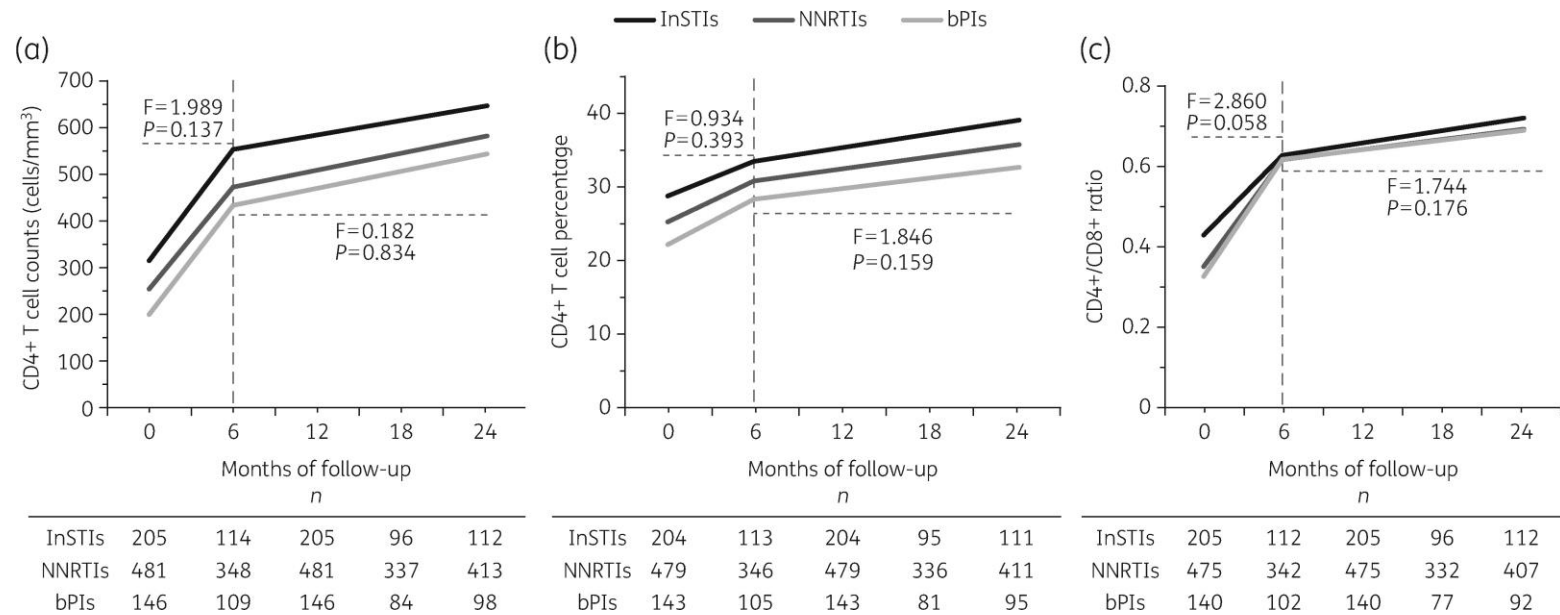 InSTIs NNRTIs bPIs
(a)
700
600
500
400
300
200
100
0
CD4+ T cell counts (cells/mm³)
F=1.989
P=0.137
F=0.182
P=0.834
0 6 12 18 24
Months of follow-up
n
InSTIs 205 114 205 96 112
NNRTIs 481 348 481 337 413
bPIs 146 109 146 84 98
(b)
40
30
20
10
0
CD4+ T cell percentage
F=0.934
P=0.393
F=1.846
P=0.159
0 6 12 18 24
Months of follow-up
n
InSTIs 204 113 204 95 111
NNRTIs 479 346 479 336 411
bPIs 143 105 143 81 95
(c)
0.8
0.6
0.4
0.2
0
CD4+/CD8+ ratio
F=2.860
P=0.058
F=1.744
P=0.176
0 6 12 18 24
Months of follow-up
n
InSTIs 205 112 205 96 112
NNRTIs 475 342 475 332 407
bPIs 140 102 140 77 92